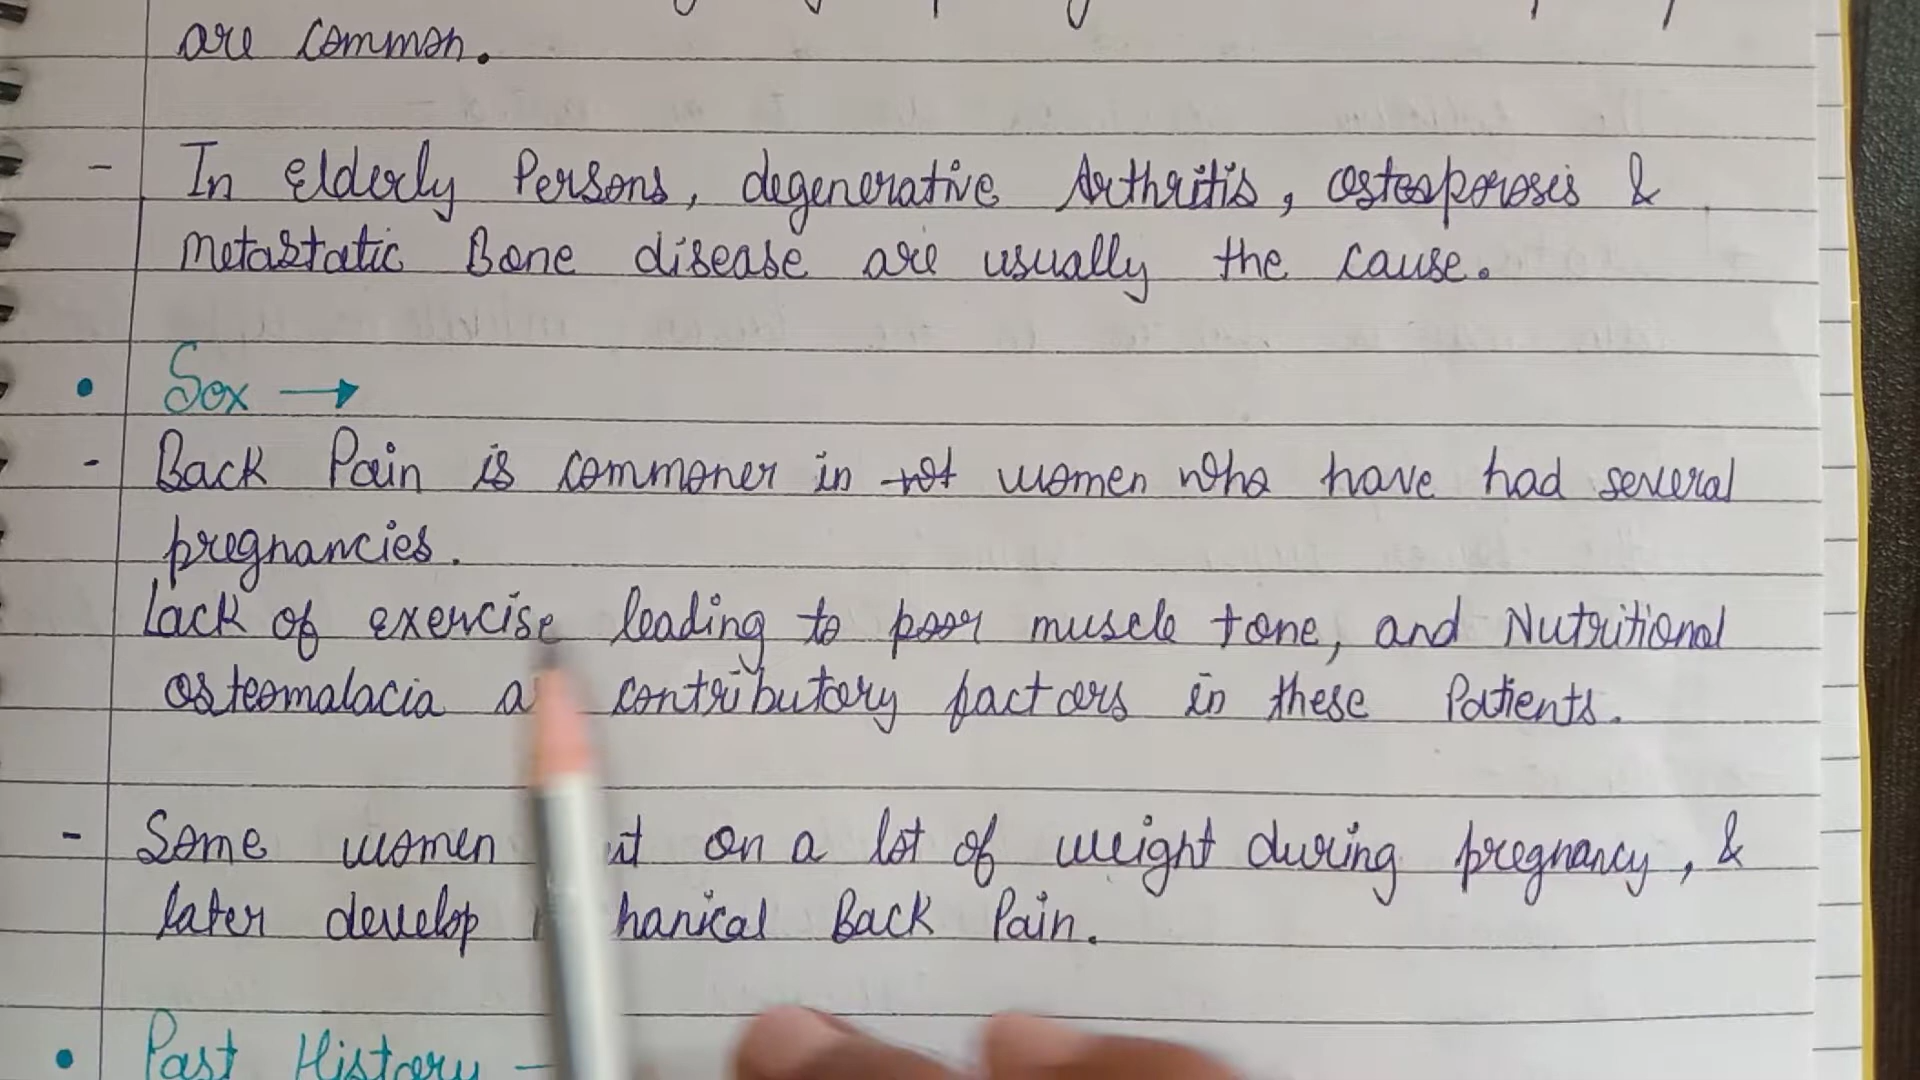 are common.
- In Elderly Persons, degenerative Arthritis, osteoporosis &
metastatic Bone disease are usually the cause.
• Sex →
- Back Pain is commoner in women who have had several
pregnancies.
Lack of exercise leading to poor muscle tone, and Nutritional
osteomalacia contributory factors in these Patients.
- Some women on a lot of weight during pregnancy, &
later develop Back Pain.
• Past History -